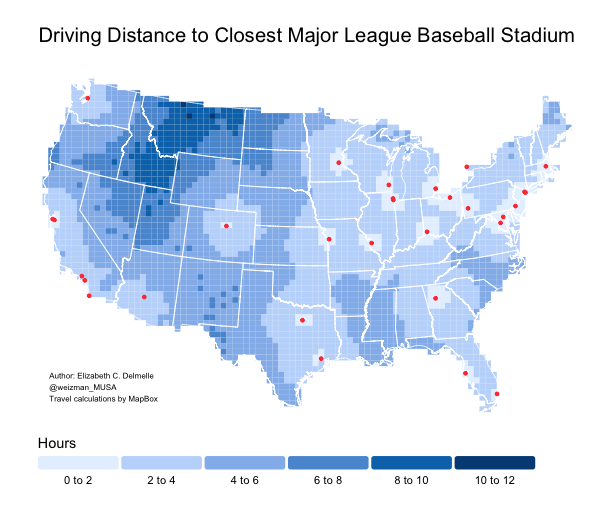 Driving Distance to Closest Major League Baseball Stadium
Author: Elizabeth C. Delmelle
@weizman_MUSA
Travel calculations by MapBox
Hours
0 to 2
2 to 4
4 to 6
6 to 8
8 to 10
10 to 12